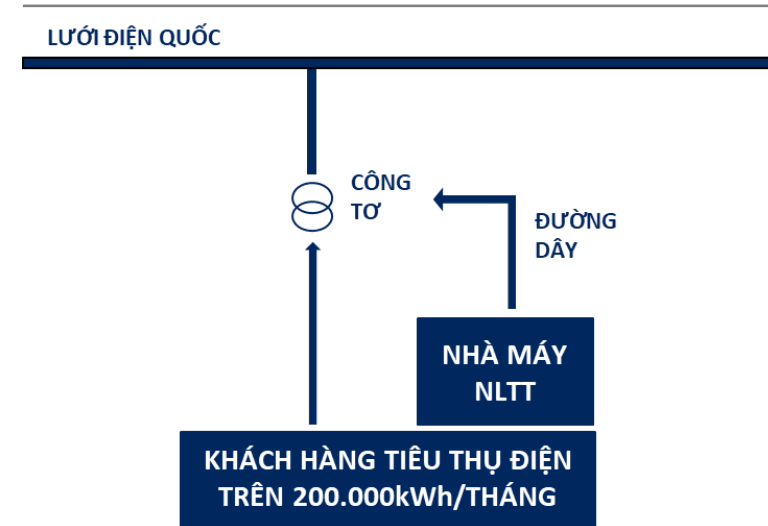 LƯỚI ĐIỆN QUỐC
CÔNG
TƠ
ĐƯỜNG
DÂY
NHÀ MÁY
NLTT
KHÁCH HÀNG TIÊU THỤ ĐIỆN
TRÊN 200.000kWh/THÁNG